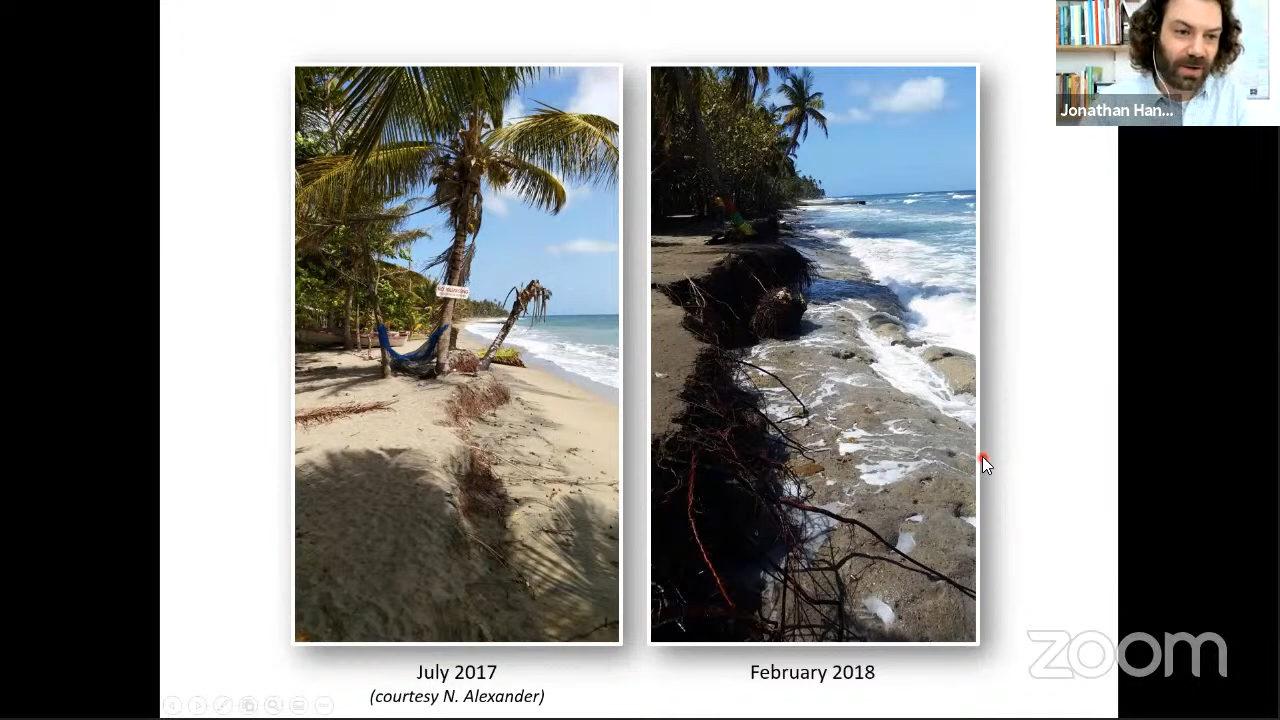 Jonathan Han...
July 2017
(courtesy N. Alexander)
February 2018
zoom